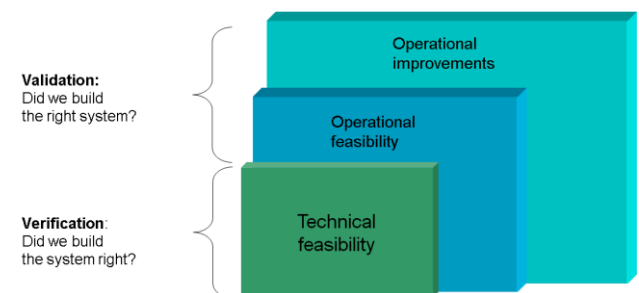 Operational
improvements
Validation:
Did we build
the right system?
Operational
feasibility
Technical
feasibility
Verification:
Did we build
the system right?